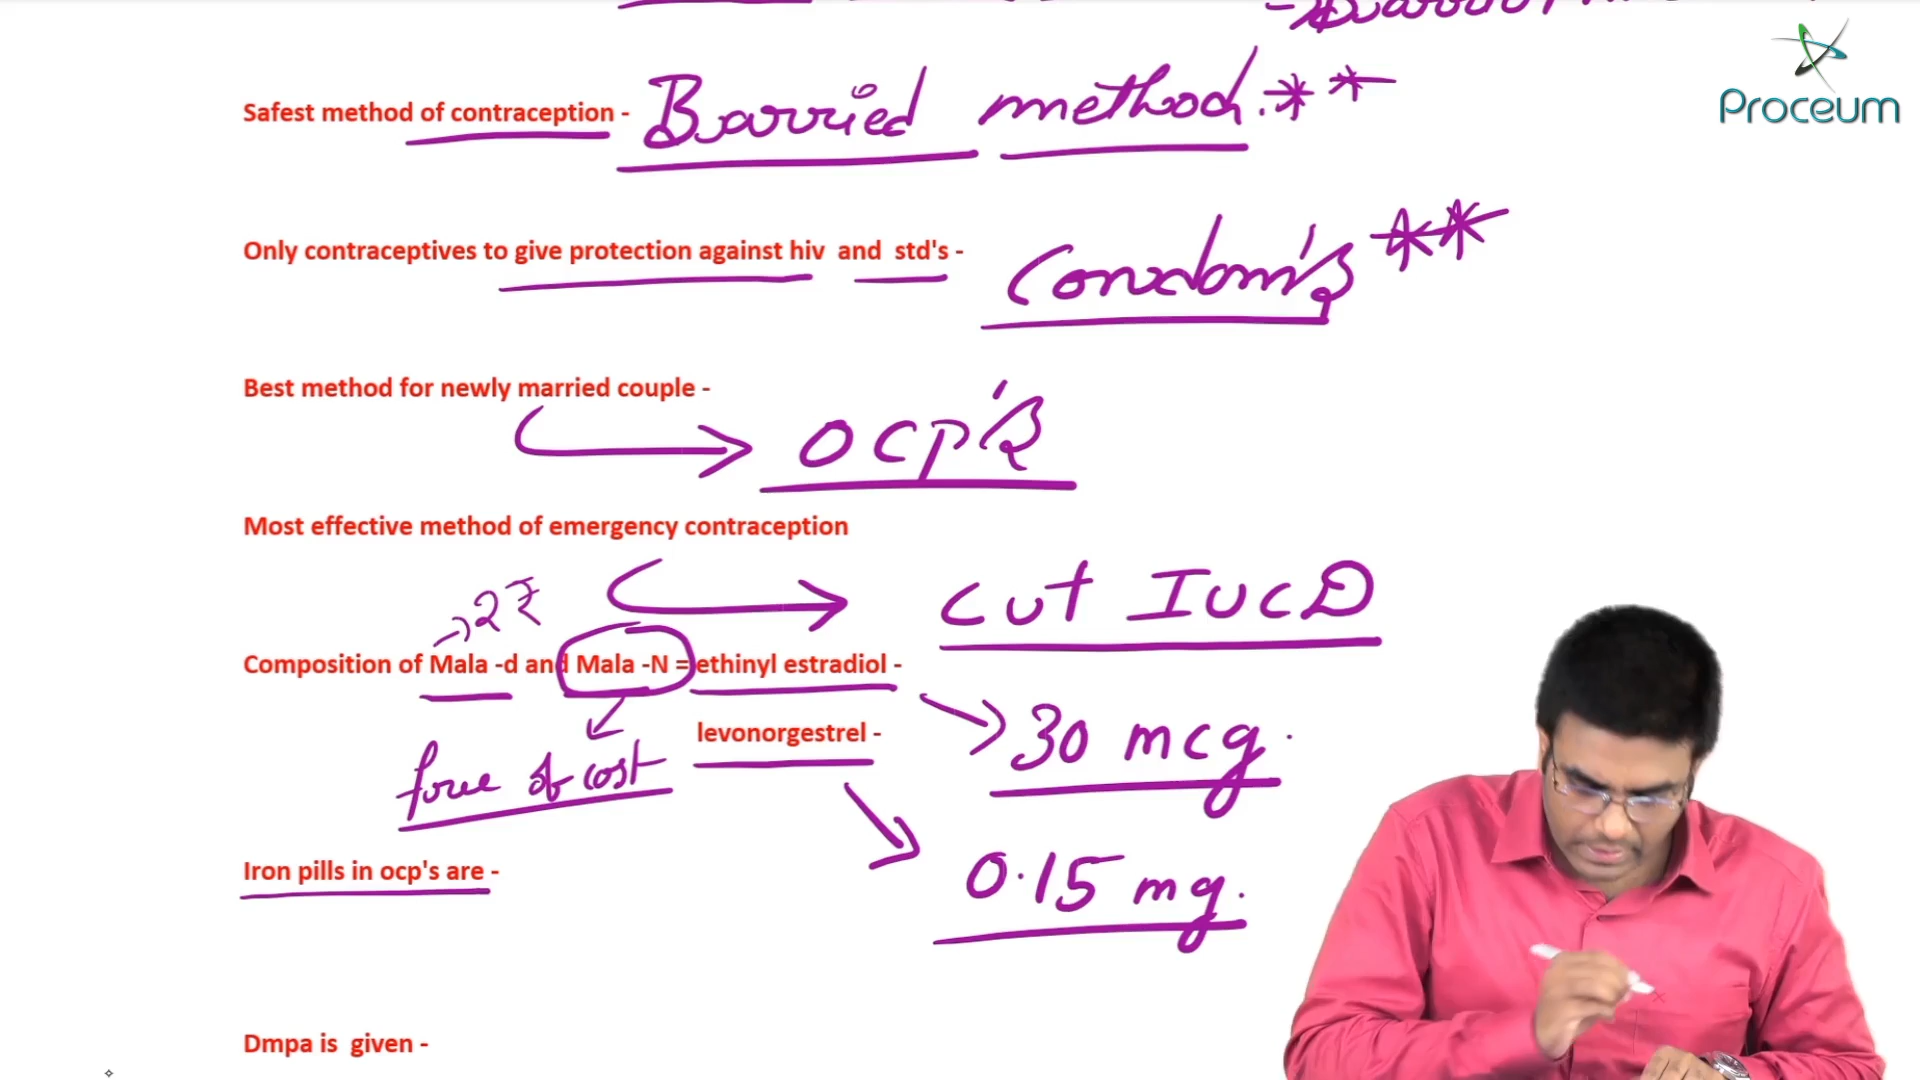 Proceum
Safest method of contraception - Barried method.**
Only contraceptives to give protection against hiv and std's - Condom's **
Best method for newly married couple -
OCP's
Most effective method of emergency contraception
→ 2₹
CuT IUCD
Composition of Mala -d and Mala -N = ethinyl estradiol -
30 mcg.
levonorgestrel -
free of cost
0.15 mg.
Iron pills in ocp's are -
Dmpa is given -